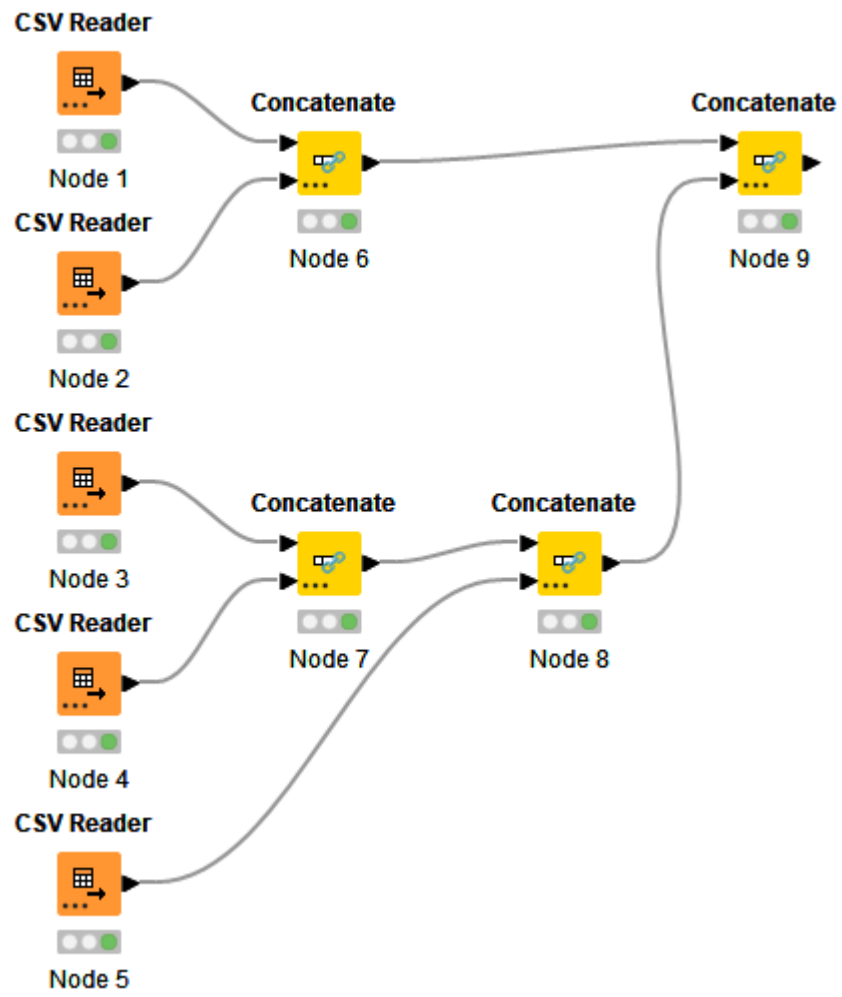 CSV Reader
Node 1
CSV Reader
Node 2
CSV Reader
Node 3
CSV Reader
Node 4
CSV Reader
Node 5
Concatenate
Node 6
Concatenate
Node 7
Concatenate
Node 8
Concatenate
Node 9